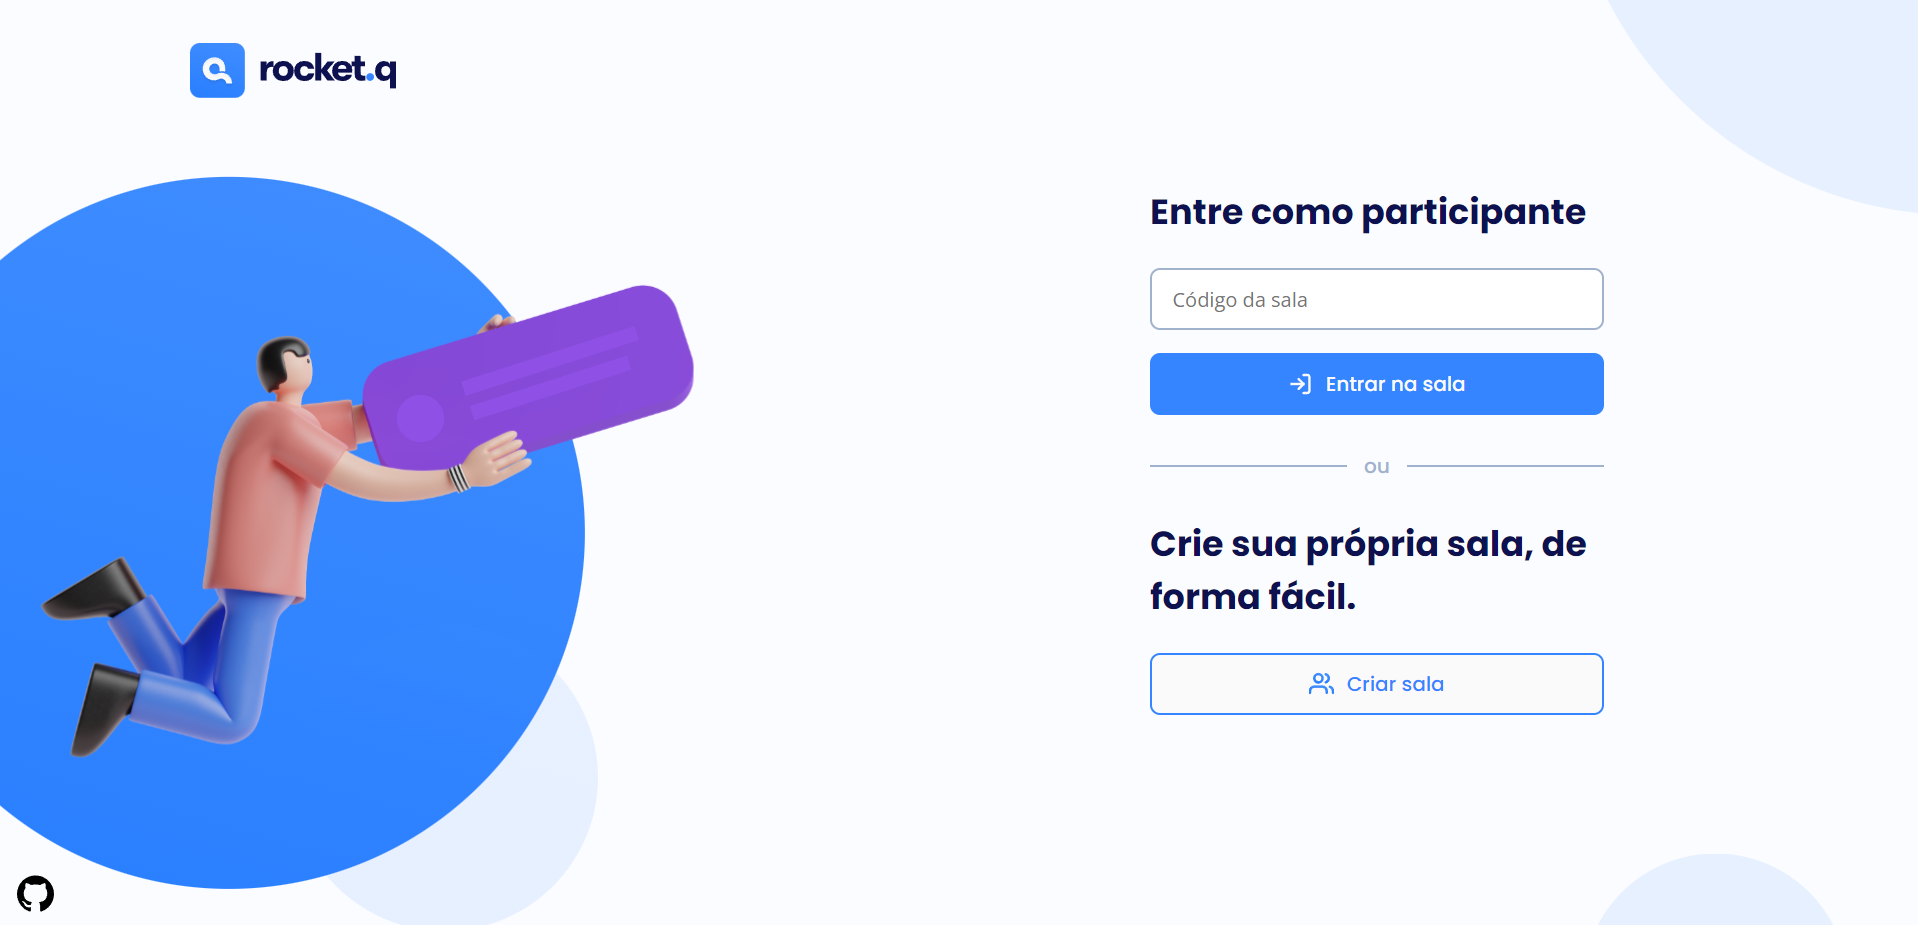 rocket.q
Entre como participante
Código da sala
Entrar na sala
ou
Crie sua própria sala, de
forma fácil.
Criar sala